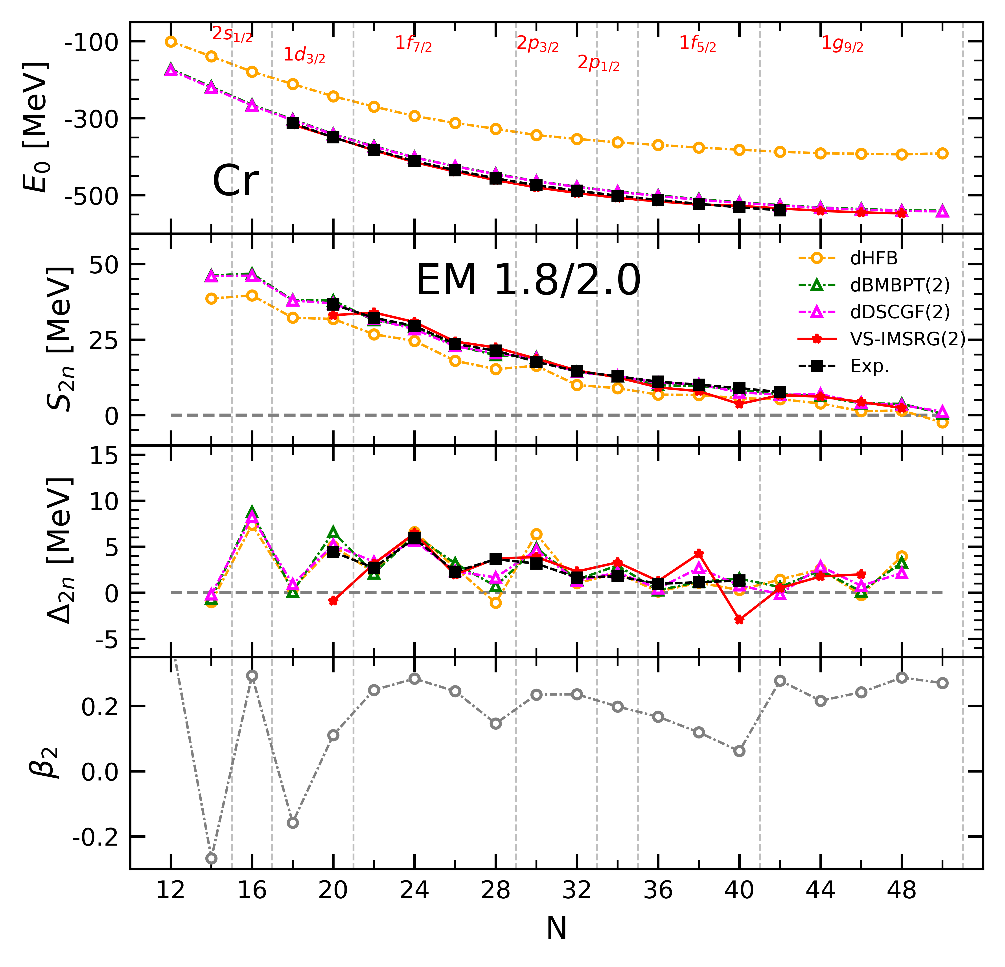 -100
-300
-500
E₀ [MeV]
2s₁/₂
1d₃/₂
1f₇/₂
2p₃/₂
2p₁/₂
1f₅/₂
1g₉/₂
Cr
50
25
0
S₂ₙ [MeV]
EM 1.8/2.0
dHFB
dBMBPT(2)
dDSCGF(2)
VS-IMSRG(2)
Exp.
15
10
5
0
-5
Δ₂ₙ [MeV]
0.2
0.0
-0.2
β₂
12 16 20 24 28 32 36 40 44 48
N